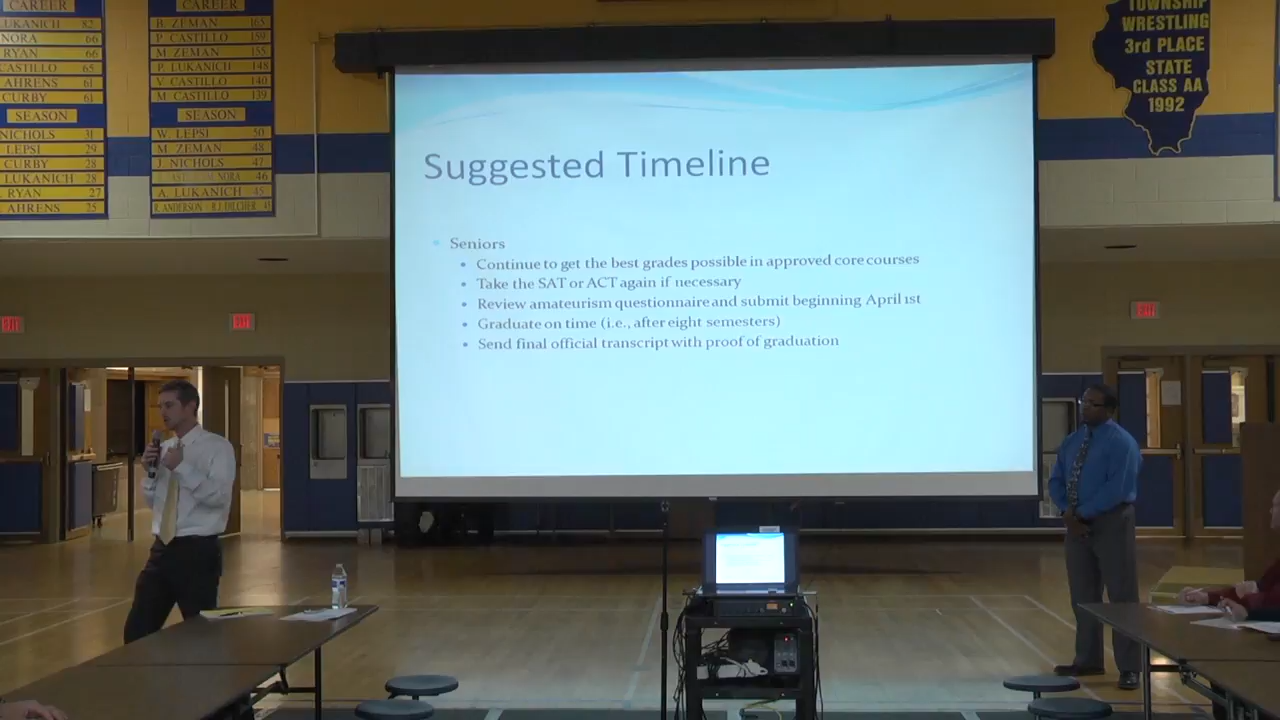 CAREER
LUKANICH 82
NORA 66
RYAN 66
CASTILLO 65
AHRENS 61
CURBY 61
SEASON
NICHOLS 31
LEPSI 29
CURBY 28
LUKANICH 28
RYAN 27
AHRENS 25
CAREER
B. ZEMAN 165
P. CASTILLO 159
M. ZEMAN 155
P. LUKANICH 148
V. CASTILLO 140
M. CASTILLO 139
SEASON
W. LEPSI 50
M. ZEMAN 48
J. NICHOLS 47
NORA 46
A. LUKANICH 45
R. ANDERSON - R.J. DILCHER 43
Suggested Timeline
Seniors
Continue to get the best grades possible in approved core courses
Take the SAT or ACT again if necessary
Review amateurism questionnaire and submit beginning April 1st
Graduate on time (i.e., after eight semesters)
Send final official transcript with proof of graduation
TOWNSHIP
WRESTLING
3rd PLACE
STATE
CLASS AA
1992